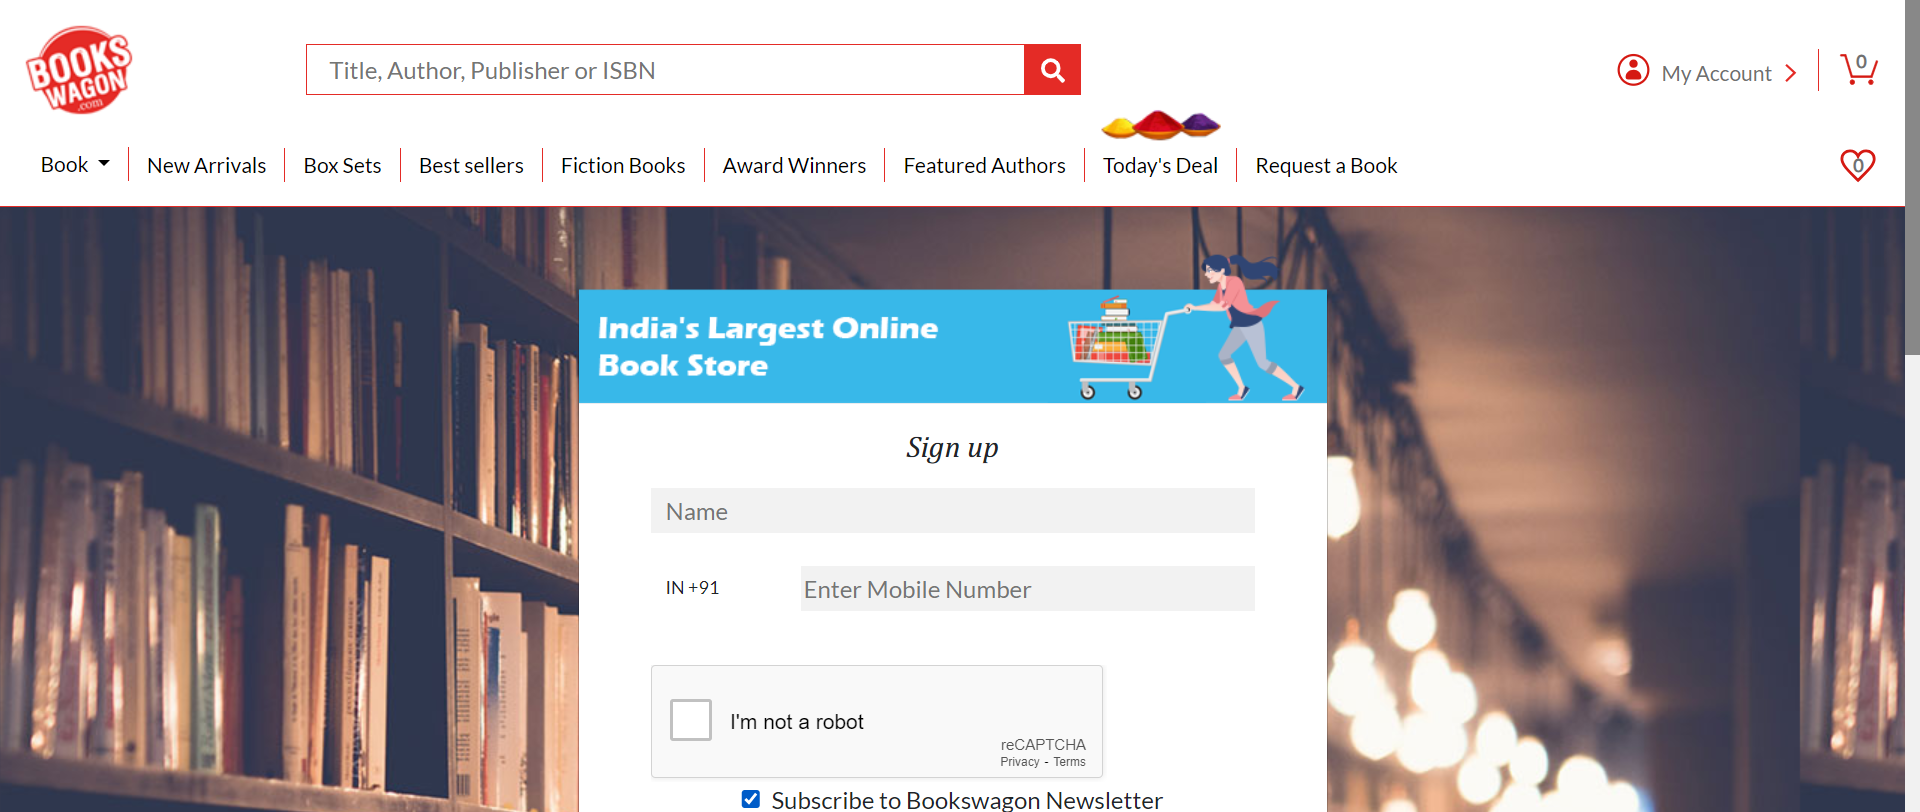 BOOKS
WAGON
.com
Title, Author, Publisher or ISBN
My Account
0
Book
New Arrivals
Box Sets
Best sellers
Fiction Books
Award Winners
Featured Authors
Today's Deal
Request a Book
0
India's Largest Online
Book Store
Sign up
Name
IN +91
Enter Mobile Number
I'm not a robot
reCAPTCHA
Privacy - Terms
Subscribe to Bookswagon Newsletter